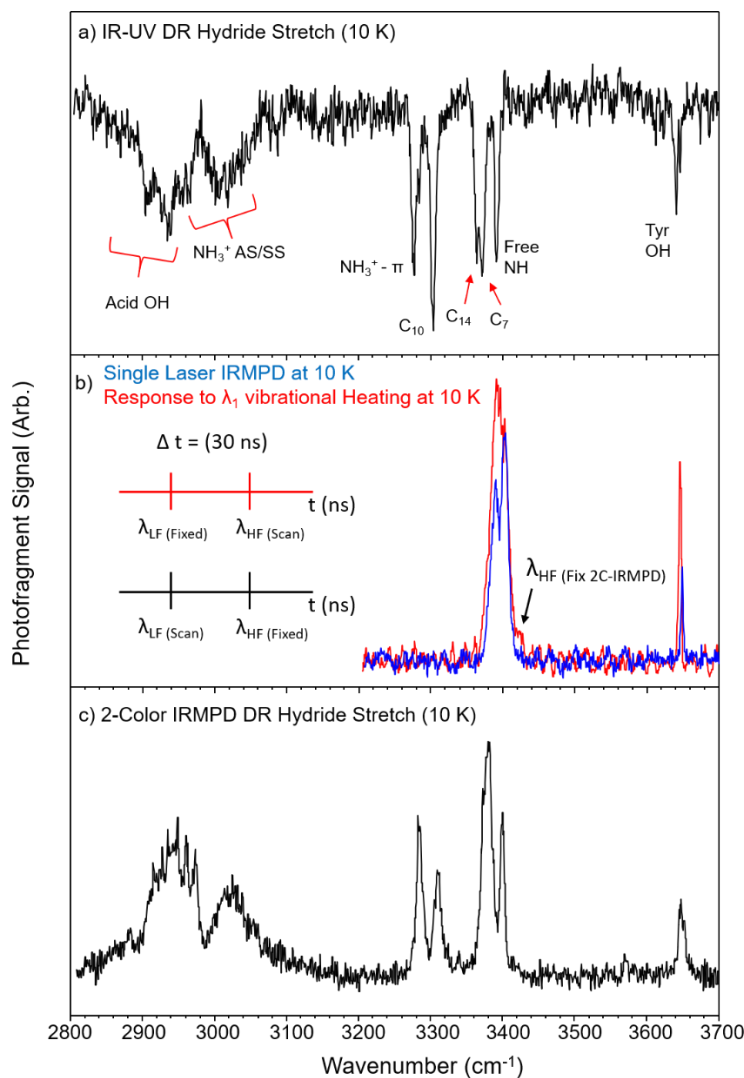 a) IR-UV DR Hydride Stretch (10 K)
NH₃⁺ AS/SS
Acid OH
NH₃⁺ - π
C₁₀
C₁₄
C₇
Free
NH
Tyr
OH
Photofragment Signal (Arb.)
b) Single Laser IRMPD at 10 K
Response to λ₁ vibrational Heating at 10 K
Δ t = (30 ns)
t (ns)
λLF (Fixed) λHF (Scan)
λHF (Fix 2C-IRMPD)
t (ns)
λLF (Scan) λHF (Fixed)
c) 2-Color IRMPD DR Hydride Stretch (10 K)
2800 2900 3000 3100 3200 3300 3400 3500 3600 3700
Wavenumber (cm⁻¹)